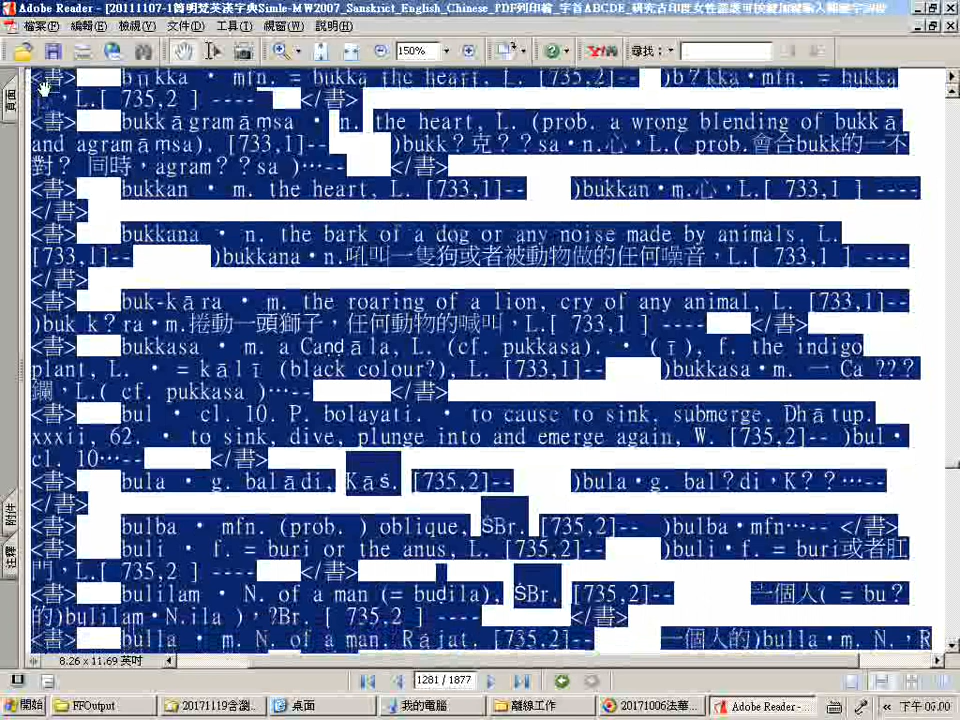 Adobe Reader - [20111107-1簡明梵英漢字典Simle-MW2007_Sanskrict_English_Chinese_PDF列印檔_字首ABCDE_研究古印度女性
檔案(F) 編輯(E) 檢視(V) 文件(D) 工具(T) 視窗(W) 說明(H)
150% 尋找:
頁面
<書> bukka • mfn. = bukka the heart, L. [735,2]-- )b?kka•mfn. = bukka
，L.[ 735,2 ] ---- </書>
<書> bukkāgramāṃsa • n. the heart, L. (prob. a wrong blending of bukkā
and agramāṃsa). [733,1]-- )bukk？克？？sa•n.心，L.( prob.會合bukk的一不
對？ 同時，agram？？sa )…-- </書>
<書> bukkan • m. the heart, L. [733,1]-- )bukkan•m.心，L.[ 733,1 ] ----
</書>
<書> bukkana • n. the bark of a dog or any noise made by animals, L.
[733,1]-- )bukkana•n.吼叫一隻狗或者被動物做的任何噪音，L.[ 733,1 ] ----
</書>
<書> buk-kāra • m. the roaring of a lion, cry of any animal, L. [733,1]--
)buk k？ra•m.捲動一頭獅子，任何動物的喊叫，L.[ 733,1 ] ---- </書>
<書> bukkasa • m. a Caṇḍāla, L. (cf. pukkasa). • (ī), f. the indigo
plant, L. • = kālī (black colour?), L. [733,1]-- )bukkasa•m. 一 Ca ???
鑭，L.( cf. pukkasa )…-- </書>
<書> bul • cl. 10. P. bolayati. • to cause to sink, submerge, Dhātup.
xxxii, 62. • to sink, dive, plunge into and emerge again, W. [735,2]-- )bul•
cl. 10…-- </書>
<書> bula • g. balādi, Kāś. [735,2]-- )bula•g. bal？di，K？？…--
</書>
<書> bulba • mfn. (prob. ) oblique, ŚBr. [735,2]-- )bulba•mfn…-- </書>
<書> buli • f. = buri or the anus, L. [735,2]-- )buli•f. = buri或者肛
門，L.[ 735,2 ] ---- </書>
<書> bulilam • N. of a man (= buḍila), ŚBr. [735,2]-- 一個人( = bu？
的)bulilam•N.ila )，?Br. [ 735,2 ] ---- </書>
<書> bulla • m. N. of a man, Rājat. [735,2]-- 一個人的)bulla•m. N.，R
附件
註釋
8.26 x 11.69 英吋
1281 / 1877
開始 FFOutput 20171119含瀏... 桌面 我的電腦 離線工作 20171006法華... Adobe Reader - [... 下午 06:00